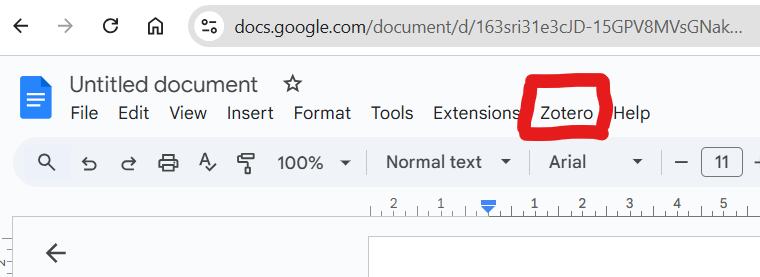 docs.google.com/document/d/163sri31e3cJD-15GPV8MVsGNak...
Untitled document
File Edit View Insert Format Tools Extensions Zotero Help
100% Normal text Arial 11
2 1 1 2 3 4 5
2